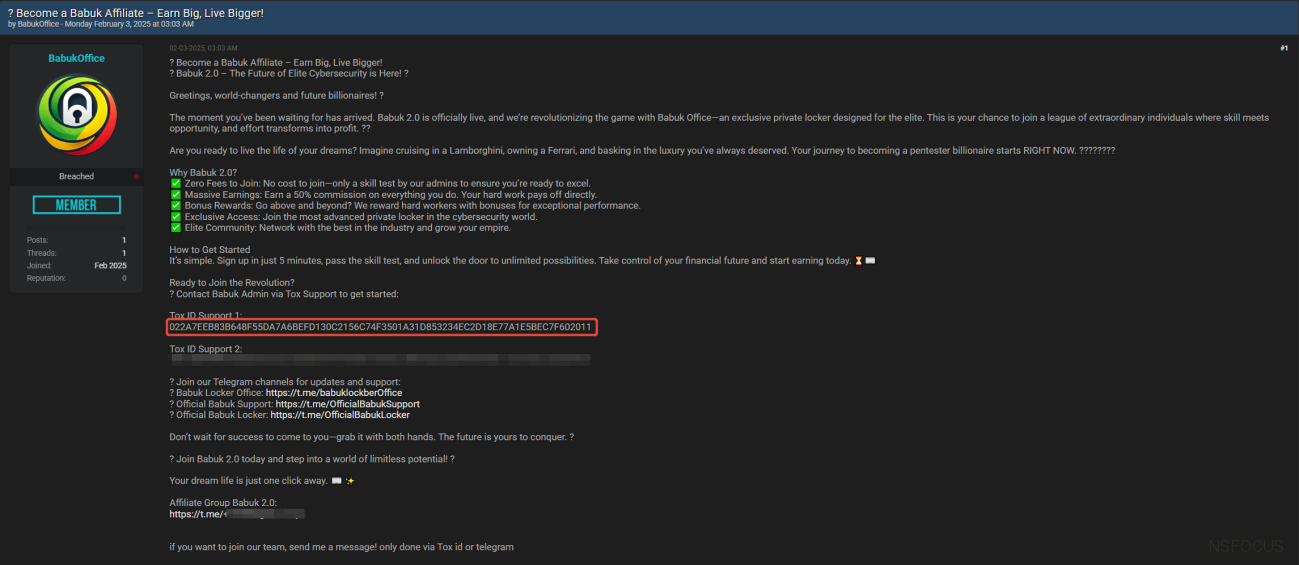 ? Become a Babuk Affiliate – Earn Big, Live Bigger!
by BabukOffice - Monday February 3, 2025 at 03:03 AM
BabukOffice
Breached
MEMBER
Posts: 1
Threads: 1
Joined: Feb 2025
Reputation: 0
02-03-2025, 03:03 AM
#1
? Become a Babuk Affiliate – Earn Big, Live Bigger!
? Babuk 2.0 – The Future of Elite Cybersecurity is Here! ?
Greetings, world-changers and future billionaires! ?
The moment you've been waiting for has arrived. Babuk 2.0 is officially live, and we're revolutionizing the game with Babuk Office—an exclusive private locker designed for the elite. This is your chance to join a league of extraordinary individuals where skill meets
opportunity, and effort transforms into profit. ??
Are you ready to live the life of your dreams? Imagine cruising in a Lamborghini, owning a Ferrari, and basking in the luxury you've always deserved. Your journey to becoming a pentester billionaire starts RIGHT NOW. ????????
Why Babuk 2.0?
✅ Zero Fees to Join: No cost to join—only a skill test by our admins to ensure you're ready to excel.
✅ Massive Earnings: Earn a 50% commission on everything you do. Your hard work pays off directly.
✅ Bonus Rewards: Go above and beyond? We reward hard workers with bonuses for exceptional performance.
✅ Exclusive Access: Join the most advanced private locker in the cybersecurity world.
✅ Elite Community: Network with the best in the industry and grow your empire.
How to Get Started
It's simple. Sign up in just 5 minutes, pass the skill test, and unlock the door to unlimited possibilities. Take control of your financial future and start earning today.
Ready to Join the Revolution?
? Contact Babuk Admin via Tox Support to get started:
Tox ID Support 1:
022A7EEB83B648F55DA7A6BEFD130C2156C74F3501A31D853234EC2D18E77A1E5BEC7F602011
Tox ID Support 2:
? Join our Telegram channels for updates and support:
? Babuk Locker Office: https://t.me/babuklockberOffice
? Official Babuk Support: https://t.me/OfficialBabukSupport
? Official Babuk Locker: https://t.me/OfficialBabukLocker
Don't wait for success to come to you—grab it with both hands. The future is yours to conquer. ?
? Join Babuk 2.0 today and step into a world of limitless potential! ?
Your dream life is just one click away.
Affiliate Group Babuk 2.0:
https://t.me/
if you want to join our team, send me a message! only done via Tox id or telegram
NSFOCUS